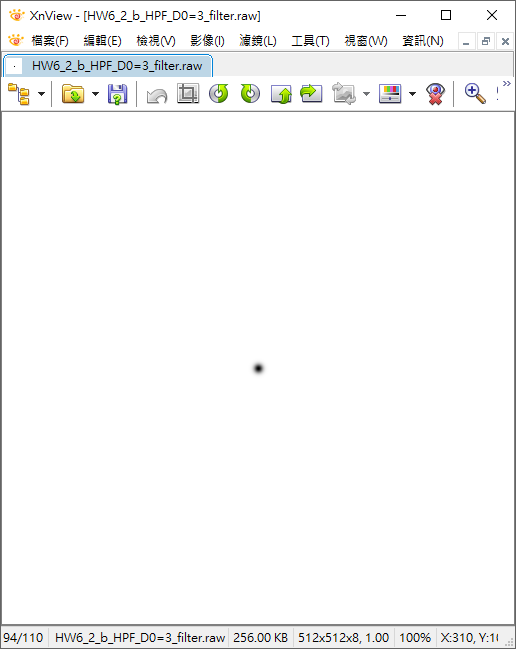 XnView - [HW6_2_b_HPF_D0=3_filter.raw]
檔案(F) 編輯(E) 檢視(V) 影像(I) 濾鏡(L) 工具(T) 視窗(W) 資訊(N)
HW6_2_b_HPF_D0=3_filter.raw
94/110 HW6_2_b_HPF_D0=3_filter.raw 256.00 KB 512x512x8, 1.00 100% X:310, Y:10